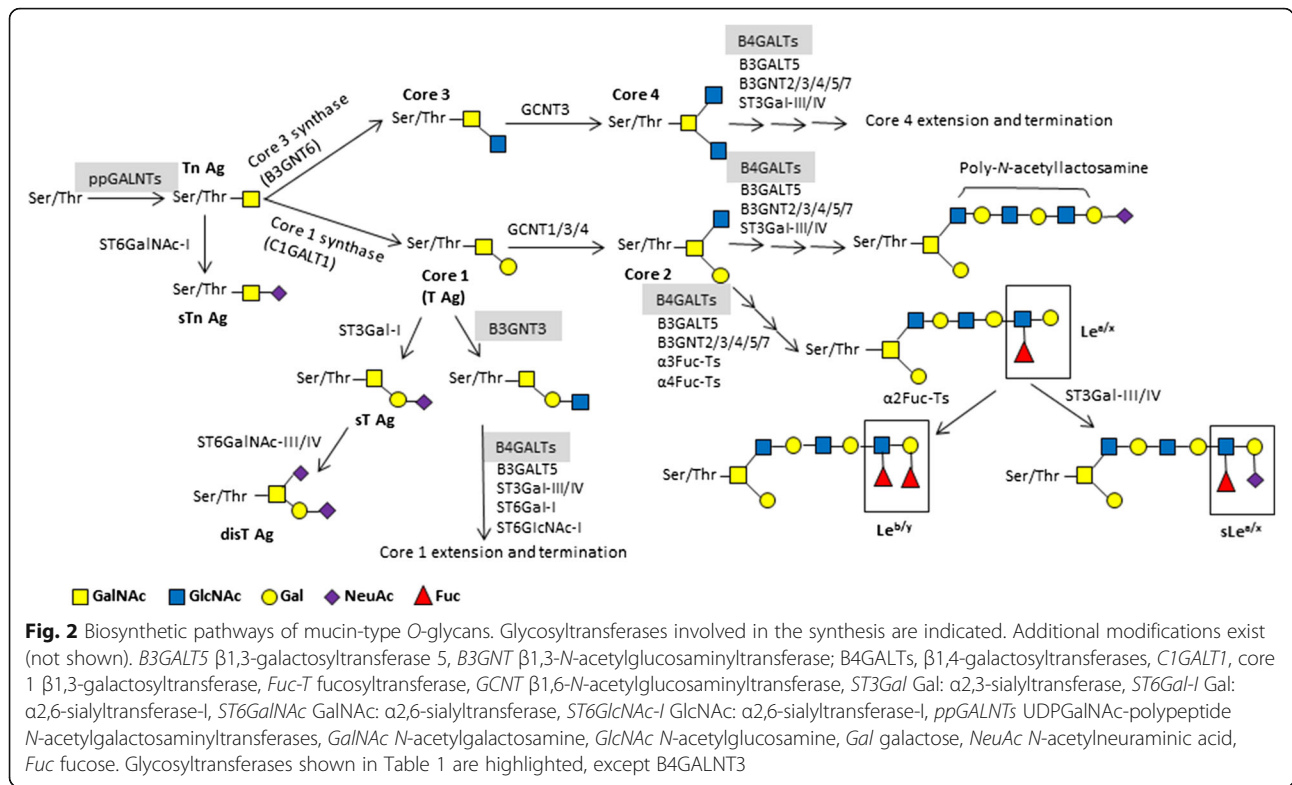 B4GALTs
B3GALT5
B3GNT2/3/4/5/7
ST3Gal-III/IV
Core 3
GCNT3
Core 4
Ser/Thr
Ser/Thr
Core 4 extension and termination
Core 3 synthase
(B3GNT6)
Tn Ag
ppGALNTs
Ser/Thr
Ser/Thr
B4GALTs
B3GALT5
B3GNT2/3/4/5/7
ST3Gal-III/IV
Poly-N-acetyllactosamine
ST6GalNAc-I
Core 1 synthase
(C1GALT1)
Ser/Thr
GCNT1/3/4
Ser/Thr
Ser/Thr
Ser/Thr
sTn Ag
Core 1
(T Ag)
Core 2
B4GALTs
B3GALT5
B3GNT2/3/4/5/7
α3Fuc-Ts
α4Fuc-Ts
ST3Gal-I
B3GNT3
Ser/Thr
Le a/x
Ser/Thr
Ser/Thr
sT Ag
α2Fuc-Ts
ST3Gal-III/IV
ST6GalNAc-III/IV
B4GALTs
B3GALT5
ST3Gal-III/IV
ST6Gal-I
ST6GlcNAc-I
Ser/Thr
Ser/Thr
Ser/Thr
disT Ag
Le b/y
sLe a/x
Core 1 extension and termination
GalNAc GlcNAc Gal NeuAc Fuc
Fig. 2 Biosynthetic pathways of mucin-type O-glycans. Glycosyltransferases involved in the synthesis are indicated. Additional modifications exist
(not shown). B3GALT5 β1,3-galactosyltransferase 5, B3GNT β1,3-N-acetylglucosaminyltransferase; B4GALTs, β1,4-galactosyltransferases, C1GALT1, core
1 β1,3-galactosyltransferase, Fuc-T fucosyltransferase, GCNT β1,6-N-acetylglucosaminyltransferase, ST3Gal Gal: α2,3-sialyltransferase, ST6Gal-I Gal:
α2,6-sialyltransferase-I, ST6GalNAc GalNAc: α2,6-sialyltransferase, ST6GlcNAc-I GlcNAc: α2,6-sialyltransferase-I, ppGALNTs UDPGalNAc-polypeptide
N-acetylgalactosaminyltransferases, GalNAc N-acetylgalactosamine, GlcNAc N-acetylglucosamine, Gal galactose, NeuAc N-acetylneuraminic acid,
Fuc fucose. Glycosyltransferases shown in Table 1 are highlighted, except B4GALNT3